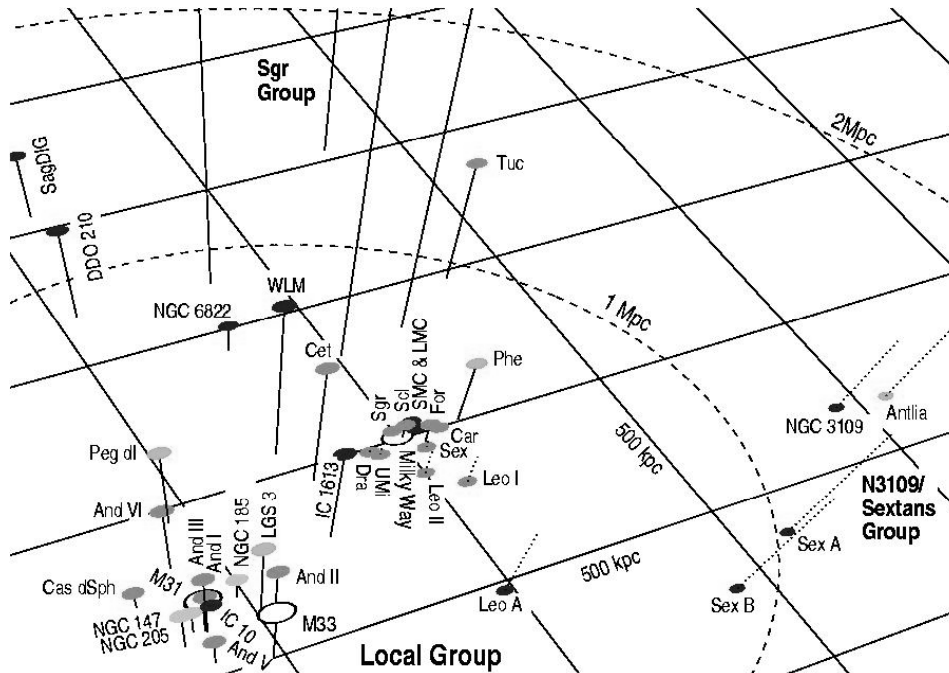 Sgr
Group
2Mpc
SagDIG
Tuc
DDO 210
WLM
NGC 6822
1 Mpc
Cet
SMC & LMC
Scl
Sgr
For
Phe
Antlia
NGC 3109
Car
Sex
500 kpc
Peg dI
IC 1613
Dra
UMi
Milky Way
Leo II
Leo I
N3109/
Sextans
Group
And VI
And III
And I
NGC 185
LGS 3
Sex A
500 kpc
Cas dSph
M31
And II
Leo A
Sex B
NGC 147
NGC 205
IC 10
M33
And V
Local Group